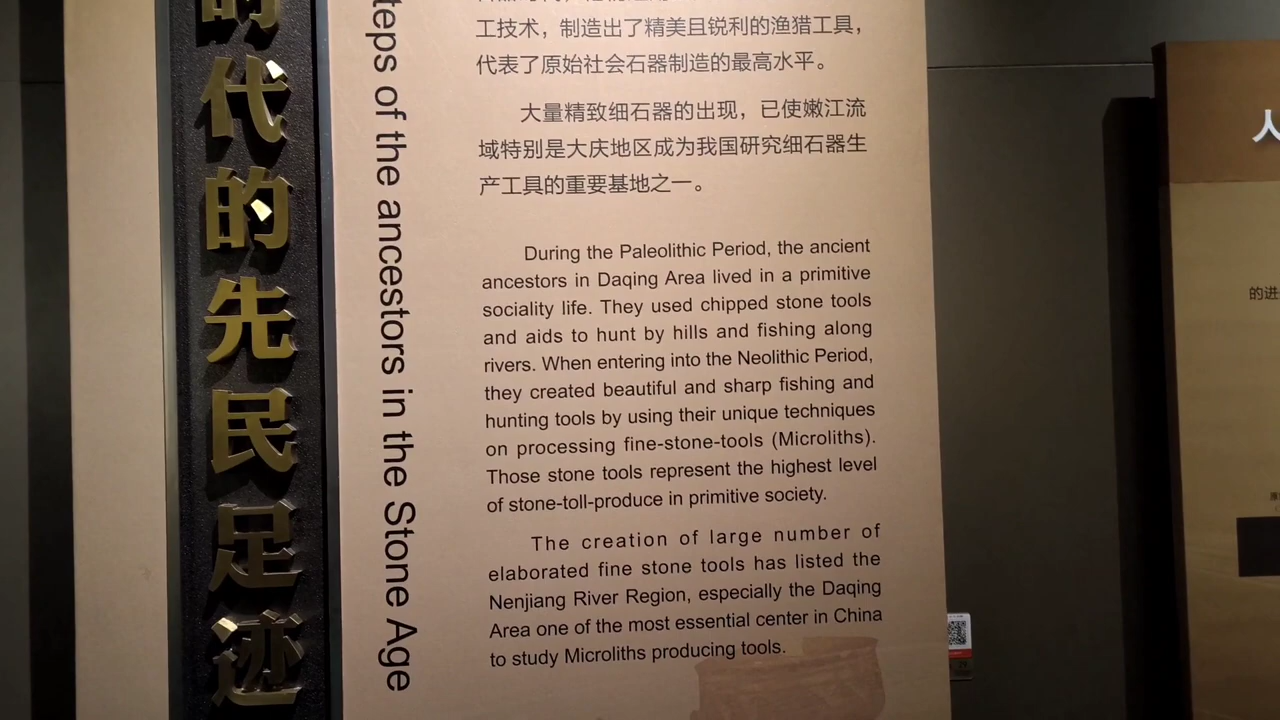 时代的先民足迹
teps of the ancestors in the Stone Age
工技术，制造出了精美且锐利的渔猎工具，
代表了原始社会石器制造的最高水平。
大量精致细石器的出现，已使嫩江流
域特别是大庆地区成为我国研究细石器生
产工具的重要基地之一。
During the Paleolithic Period, the ancient
ancestors in Daqing Area lived in a primitive
sociality life. They used chipped stone tools
and aids to hunt by hills and fishing along
rivers. When entering into the Neolithic Period,
they created beautiful and sharp fishing and
hunting tools by using their unique techniques
on processing fine-stone-tools (Microliths).
Those stone tools represent the highest level
of stone-toll-produce in primitive society.
The creation of large number of
elaborated fine stone tools has listed the
Nenjiang River Region, especially the Daqing
Area one of the most essential center in China
to study Microliths producing tools.
人
的进